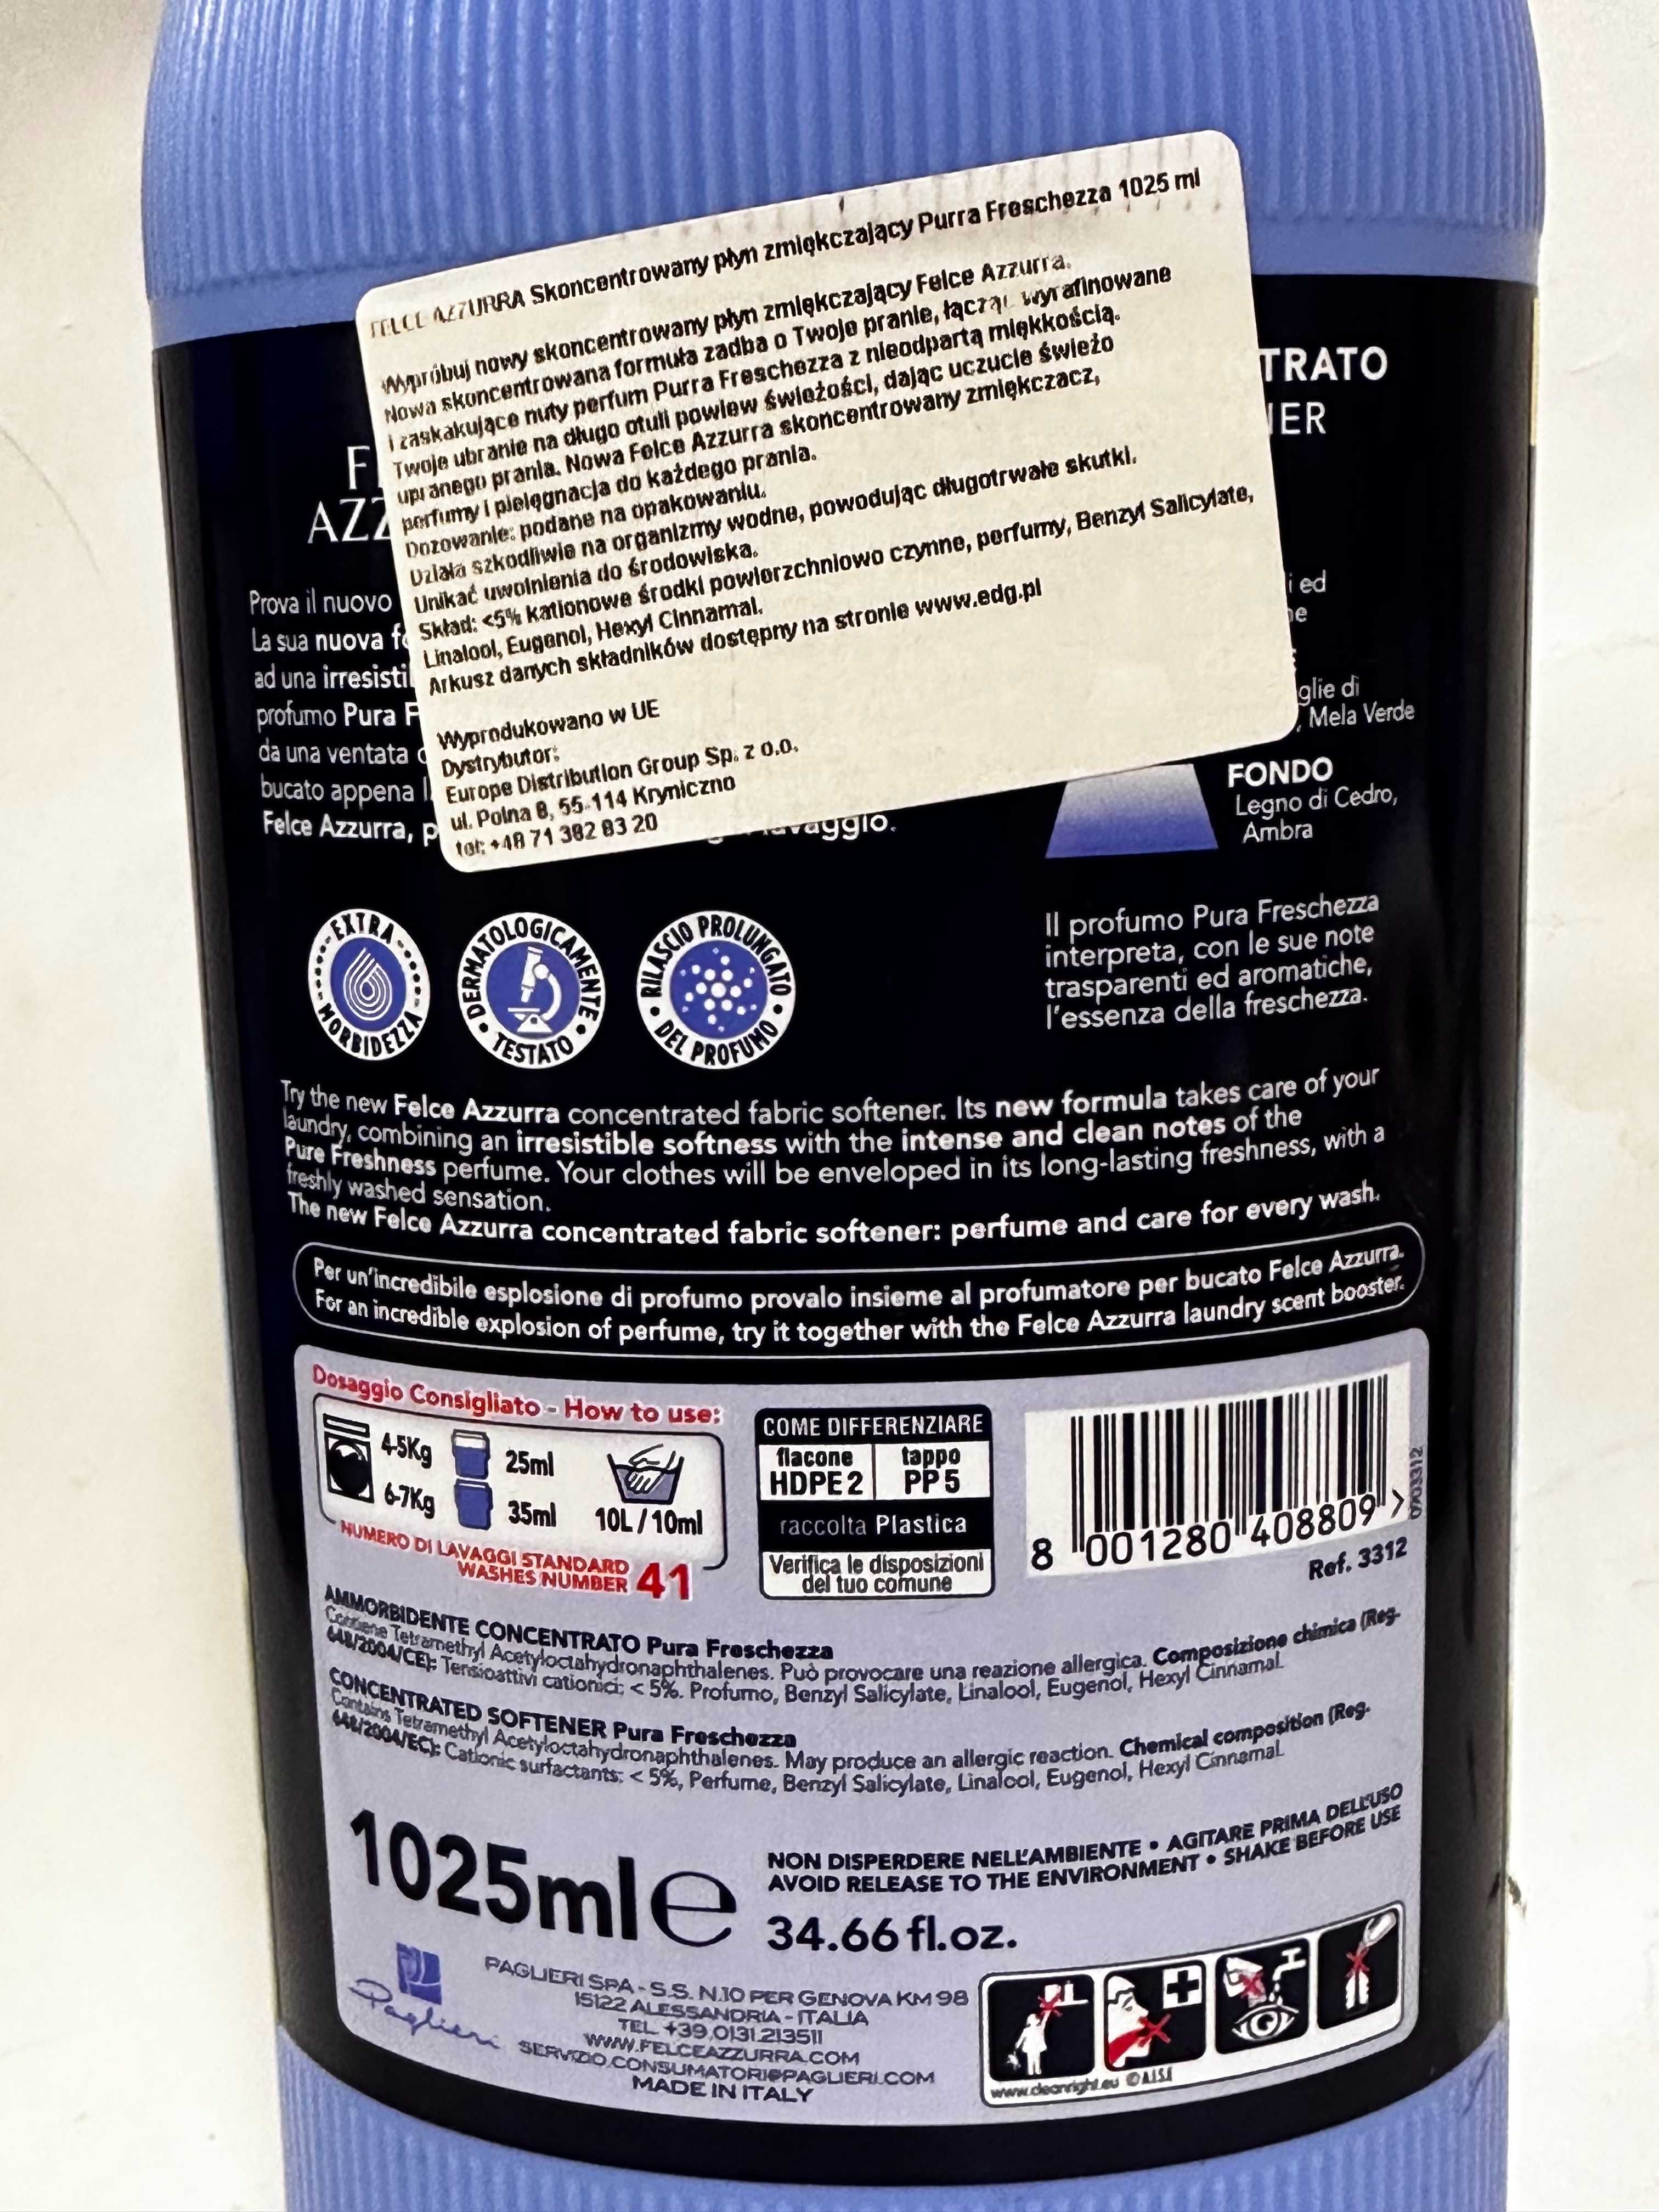 FELCE AZZURRA Skoncentrowany płyn zmiękczający Purra Freschezza 1025 ml
Wypróbuj nowy skoncentrowany płyn zmiękczający Felce Azzurra.
Nowa skoncentrowana formuła zadba o Twoje pranie, łącząc wyrafinowane
i zaskakujące nuty perfum Purra Freschezza z nieodpartą miękkością.
Twoje ubranie na długo otuli powiew świeżości, dając uczucie świeżo
upranego prania. Nowa Felce Azzurra skoncentrowany zmiękczacz,
perfumy i pielęgnacja do każdego prania.
Dozowanie: podane na opakowaniu.
Działa szkodliwie na organizmy wodne, powodując długotrwałe skutki.
Unikać uwolnienia do środowiska.
Skład: <5% kationowe środki powierzchniowo czynne, perfumy, Benzyl Salicylate,
Linalool, Eugenol, Hexyl Cinnamal.
Arkusz danych składników dostępny na stronie www.edg.pl
Wyprodukowano w UE
Dystrybutor:
Europe Distribution Group Sp. z o.o.
ul. Polna 8, 55-114 Kryniczno
tel: +48 71 382 83 20
TRATO
NER
F
AZZ
Prova il nuovo
La sua nuova fo
ad una irresistil
profumo Pura F
da una ventata
bucato appena l
Felce Azzurra, p
lavaggio.
i ed
ne
glie di
, Mela Verde
FONDO
Legno di Cedro,
Ambra
EXTRA MORBIDEZZA
DERMATOLOGICAMENTE TESTATO
RILASCIO PROLUNGATO DEL PROFUMO
Il profumo Pura Freschezza
interpreta, con le sue note
trasparenti ed aromatiche,
l'essenza della freschezza.
Try the new Felce Azzurra concentrated fabric softener. Its new formula takes care of your
laundry, combining an irresistible softness with the intense and clean notes of the
Pure Freshness perfume. Your clothes will be enveloped in its long-lasting freshness, with a
freshly washed sensation.
The new Felce Azzurra concentrated fabric softener: perfume and care for every wash.
Per un'incredibile esplosione di profumo provalo insieme al profumatore per bucato Felce Azzurra.
For an incredible explosion of perfume, try it together with the Felce Azzurra laundry scent booster.
Dosaggio Consigliato - How to use:
4-5Kg 25ml
6-7Kg 35ml 10L / 10ml
NUMERO DI LAVAGGI STANDARD
WASHES NUMBER 41
COME DIFFERENZIARE
flacone tappo
HDPE 2 PP 5
raccolta Plastica
Verifica le disposizioni
del tuo comune
0903312
8 001280 408809 >
Ref. 3312
AMMORBIDENTE CONCENTRATO Pura Freschezza
Contiene Tetramethyl Acetyloctahydronaphthalenes. Può provocare una reazione allergica. Composizione chimica (Reg.
648/2004/CE): Tensioattivi cationici: < 5%. Profumo, Benzyl Salicylate, Linalool, Eugenol, Hexyl Cinnamal.
CONCENTRATED SOFTENER Pura Freschezza
Contains Tetramethyl Acetyloctahydronaphthalenes. May produce an allergic reaction. Chemical composition (Reg.
648/2004/EC): Cationic surfactants: < 5%, Perfume, Benzyl Salicylate, Linalool, Eugenol, Hexyl Cinnamal.
1025ml e
NON DISPERDERE NELL'AMBIENTE • AGITARE PRIMA DELL'USO
AVOID RELEASE TO THE ENVIRONMENT • SHAKE BEFORE USE
34.66 fl.oz.
Paglieri
PAGLIERI SPA - S.S. N.10 PER GENOVA KM 98
15122 ALESSANDRIA - ITALIA
TEL +39.0131.213511
WWW.FELCEAZZURRA.COM
SERVIZIO.CONSUMATORI@PAGLIERI.COM
MADE IN ITALY
www.cleanright.eu © A.I.S.E